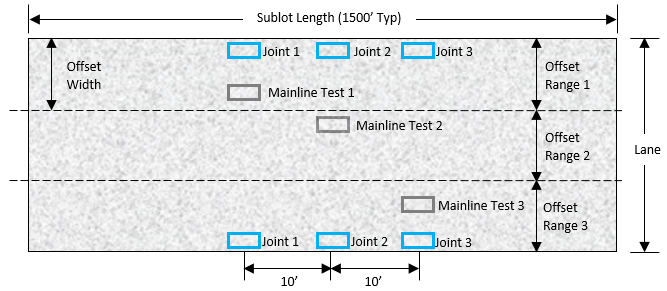 Sublot Length (1500’ Typ)
Joint 1
Joint 2
Joint 3
Offset
Width
Offset
Range 1
Mainline Test 1
Mainline Test 2
Offset
Range 2
Lane
Mainline Test 3
Offset
Range 3
Joint 1
Joint 2
Joint 3
10’
10’